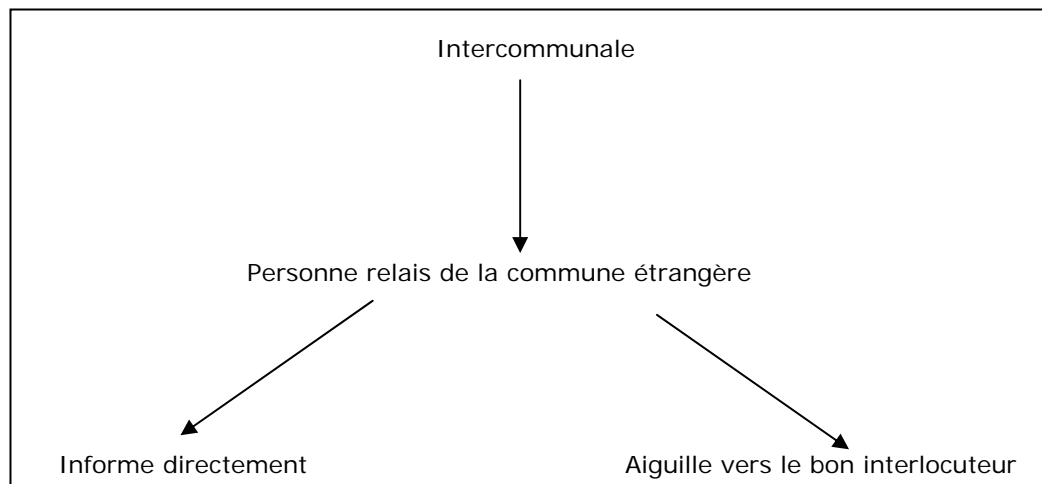 Intercommunale
Personne relais de la commune étrangère
Informe directement
Aiguille vers le bon interlocuteur